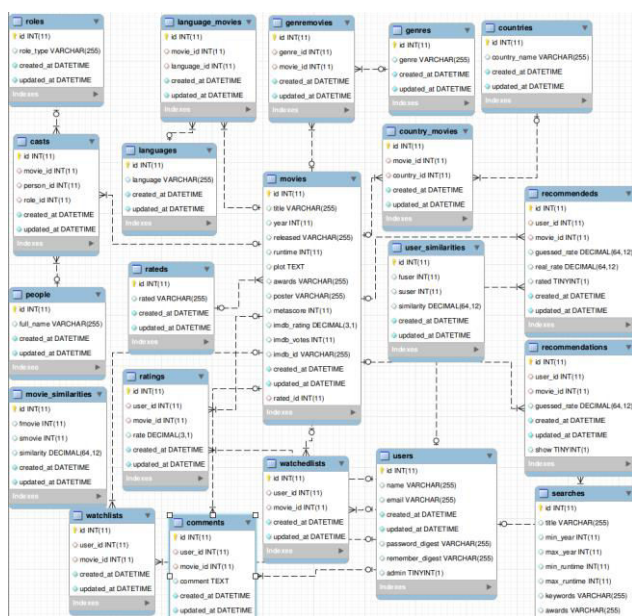 roles
id INT(11)
role_type VARCHAR(255)
created_at DATETIME
updated_at DATETIME
Indexes
language_movies
id INT(11)
movie_id INT(11)
language_id INT(11)
created_at DATETIME
updated_at DATETIME
Indexes
genremovies
id INT(11)
genre_id INT(11)
movie_id INT(11)
created_at DATETIME
updated_at DATETIME
Indexes
genres
id INT(11)
genre VARCHAR(255)
created_at DATETIME
updated_at DATETIME
Indexes
countries
id INT(11)
country_name VARCHAR(255)
created_at DATETIME
updated_at DATETIME
Indexes
casts
id INT(11)
movie_id INT(11)
person_id INT(11)
role_id INT(11)
created_at DATETIME
updated_at DATETIME
Indexes
languages
id INT(11)
language VARCHAR(255)
created_at DATETIME
updated_at DATETIME
Indexes
movies
id INT(11)
title VARCHAR(255)
year INT(11)
released VARCHAR(255)
runtime INT(11)
plot TEXT
awards VARCHAR(255)
poster VARCHAR(255)
metascore INT(11)
imdb_rating DECIMAL(3,1)
imdb_votes INT(11)
imdb_id VARCHAR(255)
created_at DATETIME
updated_at DATETIME
rated_id INT(11)
Indexes
country_movies
id INT(11)
movie_id INT(11)
country_id INT(11)
created_at DATETIME
updated_at DATETIME
Indexes
recommendeds
id INT(11)
user_id INT(11)
movie_id INT(11)
guessed_rate DECIMAL(64,12)
real_rate DECIMAL(64,12)
rated TINYINT(1)
created_at DATETIME
updated_at DATETIME
Indexes
user_similarities
id INT(11)
fuser INT(11)
suser INT(11)
similarity DECIMAL(64,12)
created_at DATETIME
updated_at DATETIME
Indexes
rateds
id INT(11)
rated VARCHAR(255)
created_at DATETIME
updated_at DATETIME
Indexes
people
id INT(11)
full_name VARCHAR(255)
created_at DATETIME
updated_at DATETIME
Indexes
recommendations
id INT(11)
user_id INT(11)
movie_id INT(11)
guessed_rate DECIMAL(64,12)
created_at DATETIME
updated_at DATETIME
show TINYINT(1)
Indexes
ratings
id INT(11)
user_id INT(11)
movie_id INT(11)
rate DECIMAL(3,1)
created_at DATETIME
updated_at DATETIME
Indexes
movie_similarities
id INT(11)
fmovie INT(11)
smovie INT(11)
similarity DECIMAL(64,12)
created_at DATETIME
updated_at DATETIME
Indexes
watchedlists
id INT(11)
user_id INT(11)
movie_id INT(11)
created_at DATETIME
updated_at DATETIME
Indexes
users
id INT(11)
name VARCHAR(255)
email VARCHAR(255)
created_at DATETIME
updated_at DATETIME
password_digest VARCHAR(255)
remember_digest VARCHAR(255)
admin TINYINT(1)
Indexes
searches
id INT(11)
title VARCHAR(255)
min_year INT(11)
max_year INT(11)
min_runtime INT(11)
max_runtime INT(11)
keywords VARCHAR(255)
awards VARCHAR(255)
watchlists
id INT(11)
user_id INT(11)
movie_id INT(11)
created_at DATETIME
updated_at DATETIME
Indexes
comments
id INT(11)
user_id INT(11)
movie_id INT(11)
comment TEXT
created_at DATETIME
updated_at DATETIME